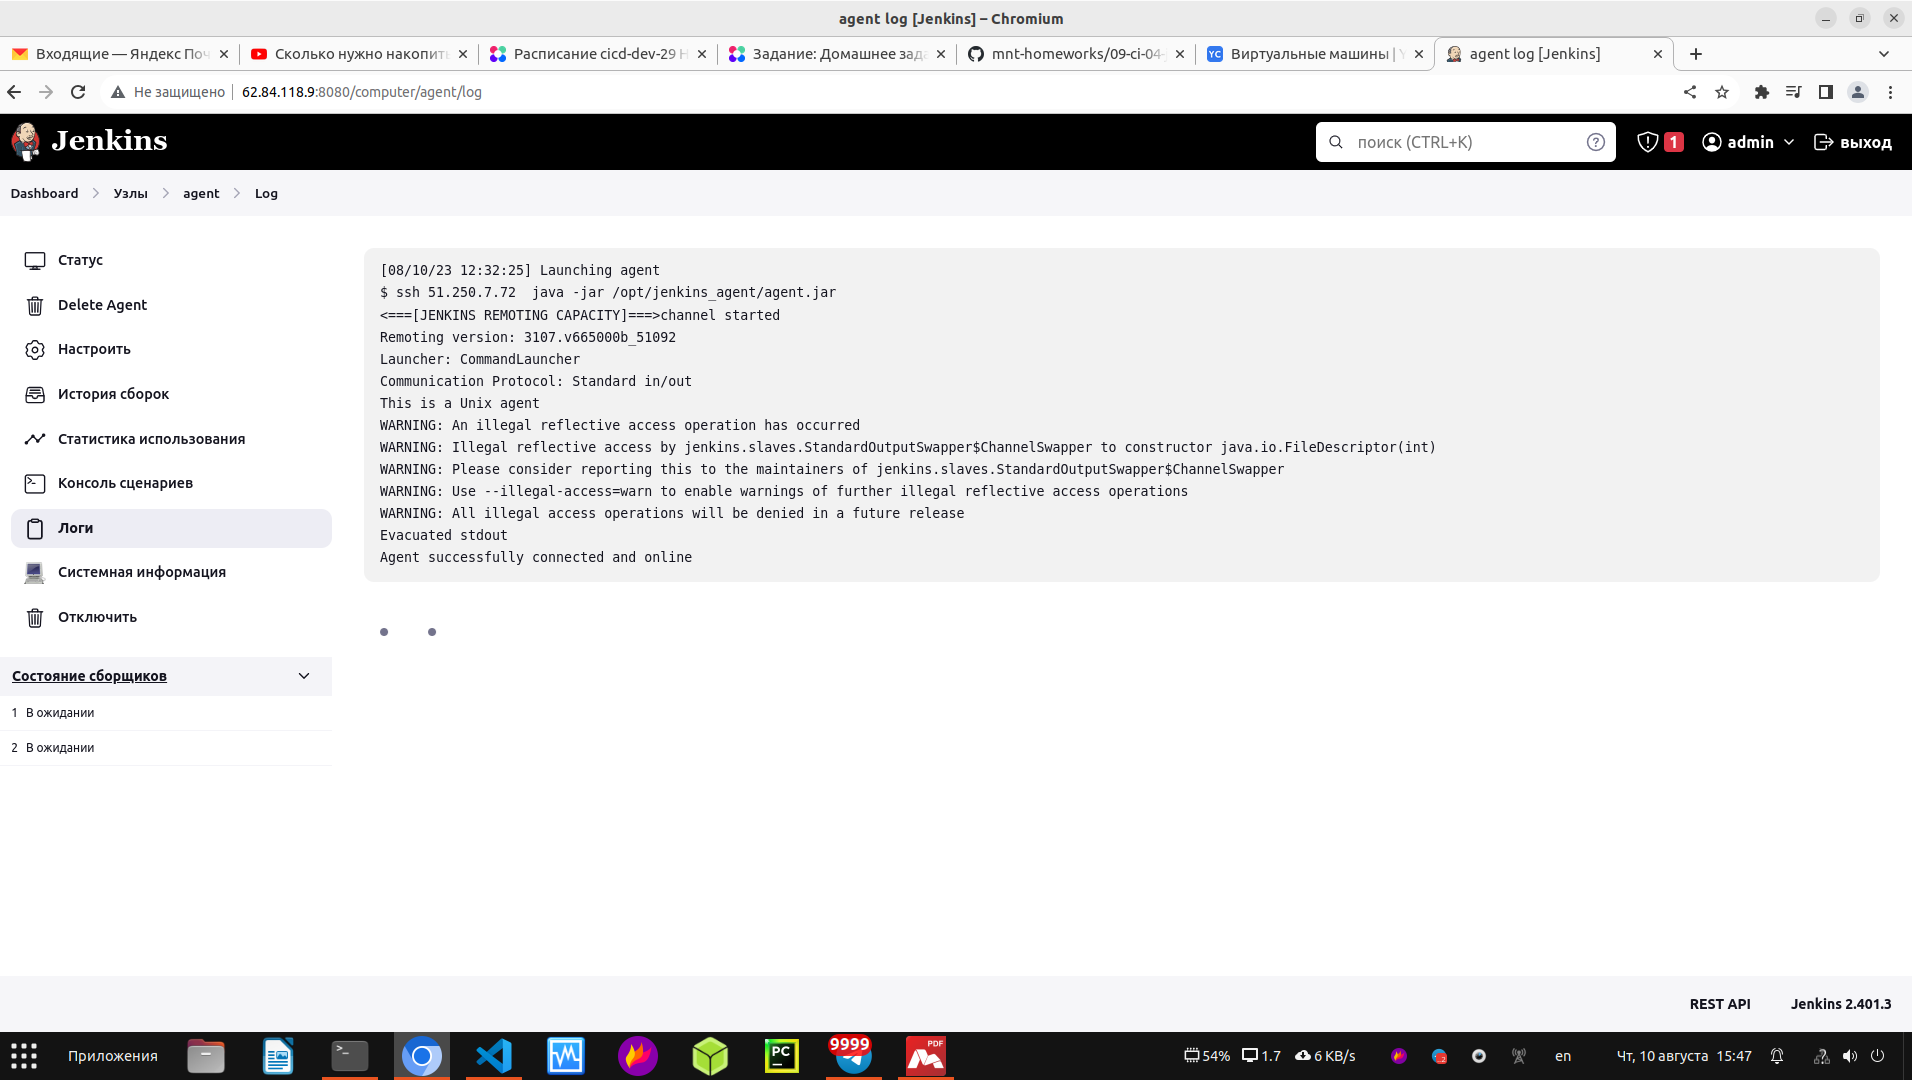 agent log [Jenkins] – Chromium
Входящие — Яндекс Поч
Сколько нужно накопить
Расписание cicd-dev-29 Н
Задание: Домашнее зада
mnt-homeworks/09-ci-04-
Виртуальные машины | Y
agent log [Jenkins]
Не защищено
62.84.118.9:8080/computer/agent/log
Jenkins
поиск (CTRL+K)
1
admin
выход
Dashboard
Узлы
agent
Log
Статус
Delete Agent
Настроить
История сборок
Статистика использования
Консоль сценариев
Логи
Системная информация
Отключить
Состояние сборщиков
1 В ожидании
2 В ожидании
[08/10/23 12:32:25] Launching agent
$ ssh 51.250.7.72  java -jar /opt/jenkins_agent/agent.jar
<===[JENKINS REMOTING CAPACITY]===>channel started
Remoting version: 3107.v665000b_51092
Launcher: CommandLauncher
Communication Protocol: Standard in/out
This is a Unix agent
WARNING: An illegal reflective access operation has occurred
WARNING: Illegal reflective access by jenkins.slaves.StandardOutputSwapper$ChannelSwapper to constructor java.io.FileDescriptor(int)
WARNING: Please consider reporting this to the maintainers of jenkins.slaves.StandardOutputSwapper$ChannelSwapper
WARNING: Use --illegal-access=warn to enable warnings of further illegal reflective access operations
WARNING: All illegal access operations will be denied in a future release
Evacuated stdout
Agent successfully connected and online
REST API
Jenkins 2.401.3
Приложения
PC
9999
PDF
54%
1.7
6 KB/s
en
Чт, 10 августа 15:47